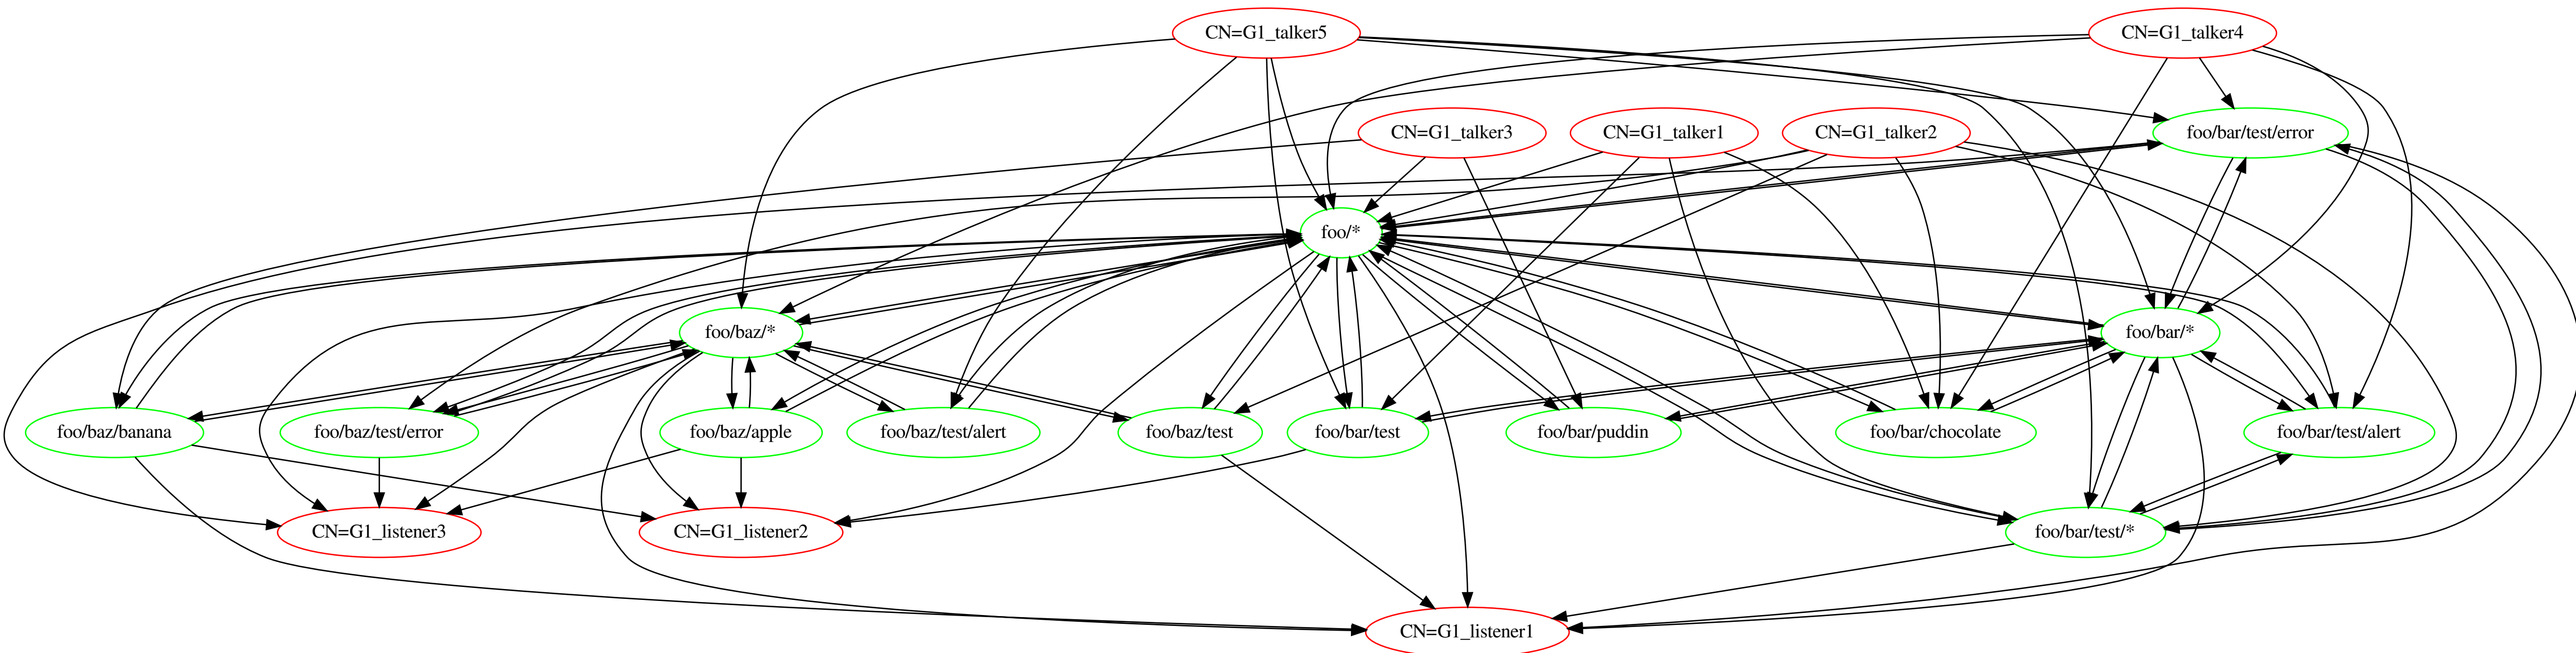 CN=G1_talker5
CN=G1_talker4
CN=G1_talker3
CN=G1_talker1
CN=G1_talker2
foo/bar/test/error
foo/*
foo/baz/*
foo/bar/*
foo/baz/banana
foo/baz/test/error
foo/baz/apple
foo/baz/test/alert
foo/baz/test
foo/bar/test
foo/bar/puddin
foo/bar/chocolate
foo/bar/test/alert
CN=G1_listener3
CN=G1_listener2
foo/bar/test/*
CN=G1_listener1